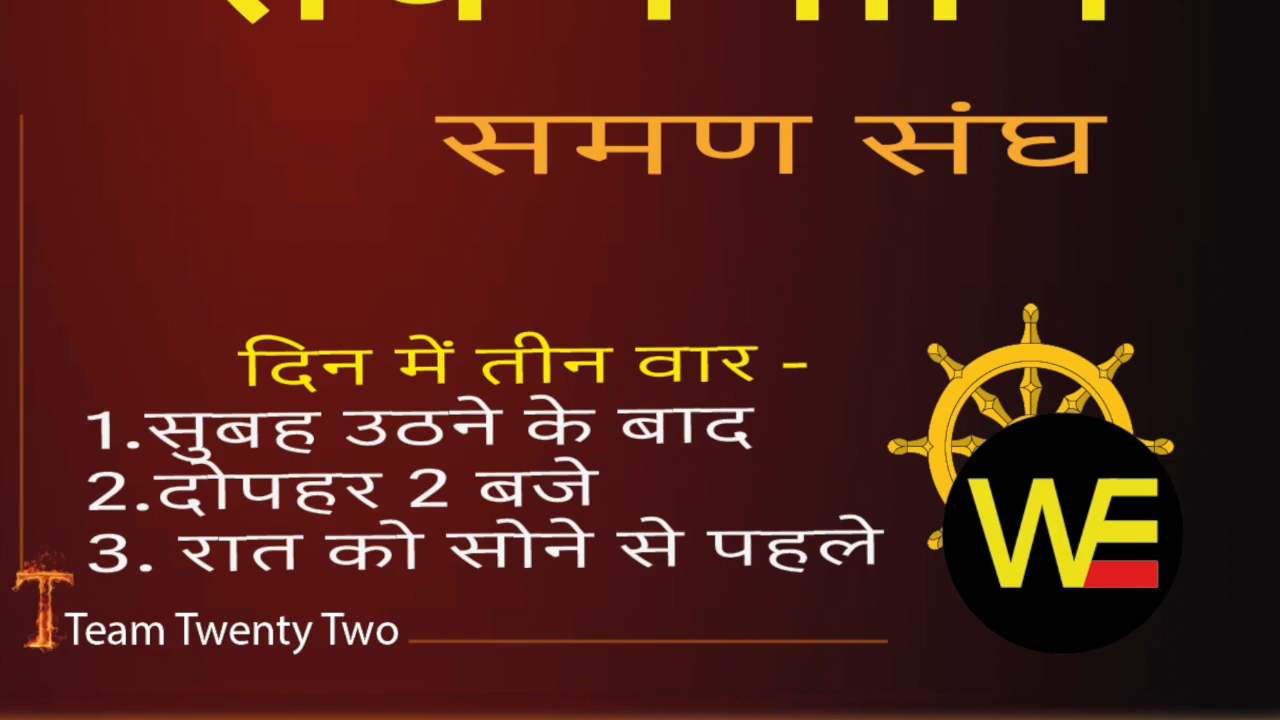 समण संघ
दिन में तीन वार -
1.सुबह उठने के बाद
2.दोपहर 2 बजे
3. रात को सोने से पहले
T Team Twenty Two
WE